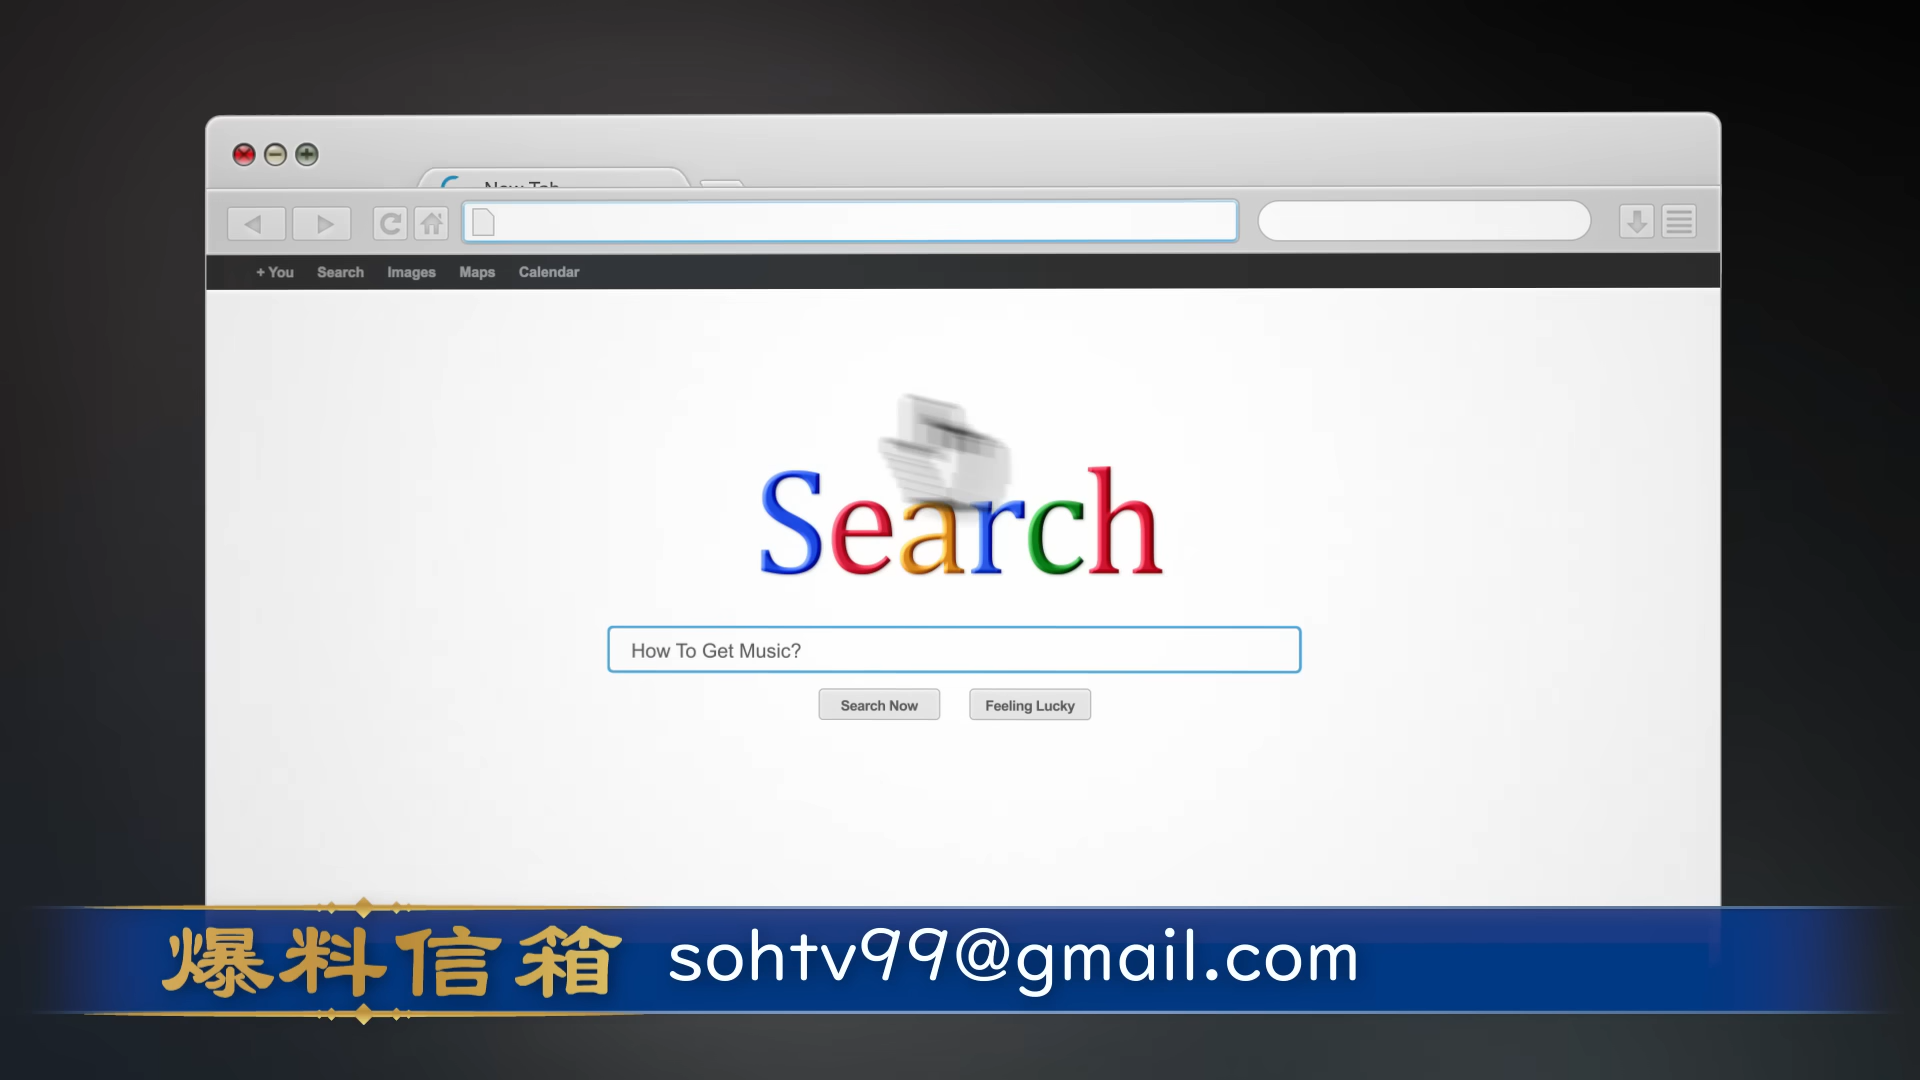 New Tab
+ You Search Images Maps Calendar
Search
How To Get Music?
Search Now Feeling Lucky
爆料信箱 sohtv99@gmail.com